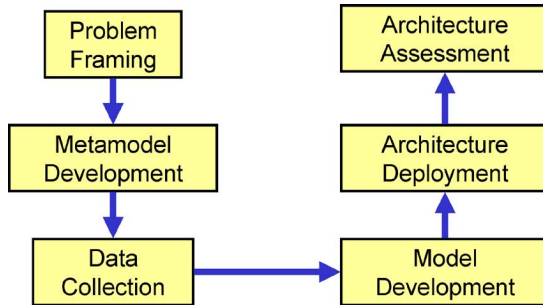 Problem
Framing
Metamodel
Development
Data
Collection
Model
Development
Architecture
Deployment
Architecture
Assessment